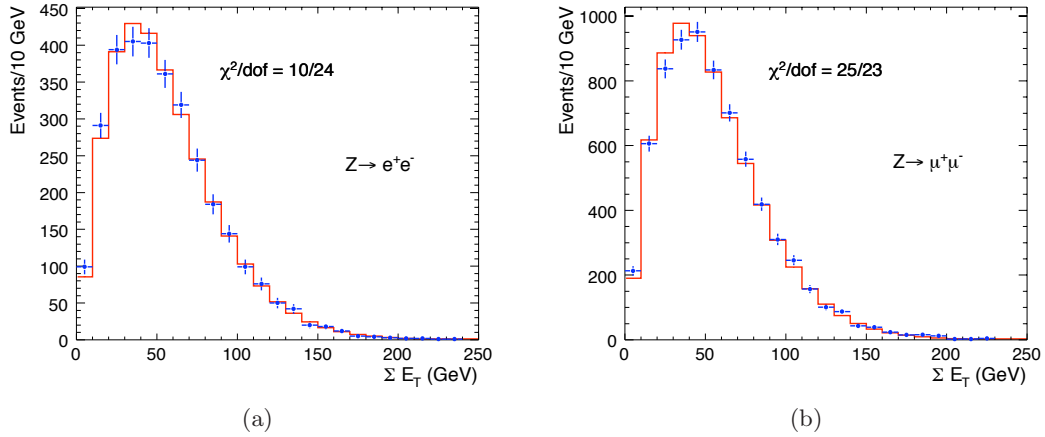 Events/10 GeV
450
400
350
300
250
200
150
100
50
0
χ²/dof = 10/24
Z→ e⁺e⁻
0 50 100 150 200 250
Σ E_T (GeV)
(a)
Events/10 GeV
1000
800
600
400
200
0
χ²/dof = 25/23
Z→ μ⁺μ⁻
0 50 100 150 200 250
Σ E_T (GeV)
(b)